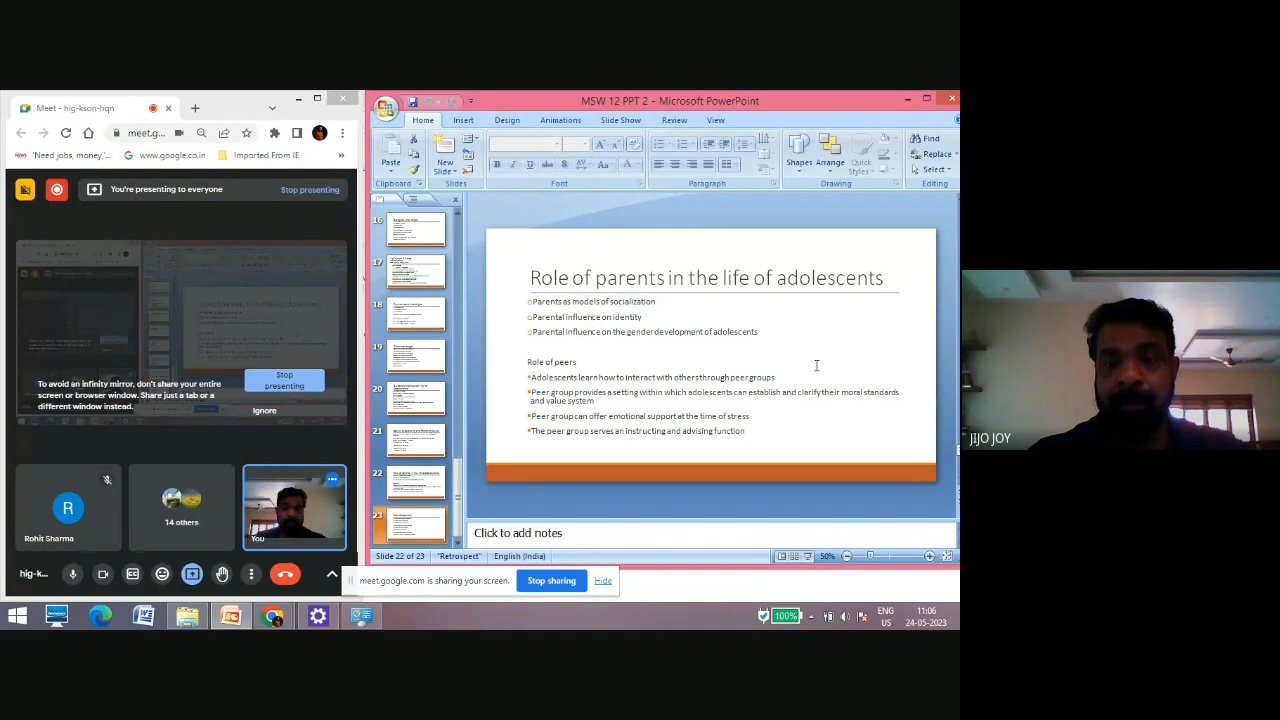 Meet - hig-kson-hqn
meet.g...
'Need jobs, money,'...
www.google.co.in
Imported From IE
»
You're presenting to everyone
Stop presenting
To avoid an infinity mirror, don't share your entire
screen or browser window. Share just a tab or a
different window instead.
Stop
presenting
Ignore
R
Rohit Sharma
14 others
You
hig-k...
MSW 12 PPT 2 - Microsoft PowerPoint
Home
Insert
Design
Animations
Slide Show
Review
View
Paste
Clipboard
New
Slide
Slides
Font
Paragraph
Shapes
Arrange
Quick
Styles
Drawing
Find
Replace
Select
Editing
16
17
18
19
20
21
22
23
Role of parents in the life of adolescents
Parents as models of socialization
Parental influence on identity
Parental influence on the gender development of adolescents
Role of peers
Adolescents learn how to interact with others through peer groups
Peer group provides a setting within which adolescents can establish and clarify their moral standards
and value system
Peer group can offer emotional support at the time of stress
The peer group serves an instructing and advising function
Click to add notes
Slide 22 of 23
"Retrospect"
English (India)
50%
meet.google.com is sharing your screen.
Stop sharing
Hide
100%
ENG
US
11:06
24-05-2023
JIJO JOY